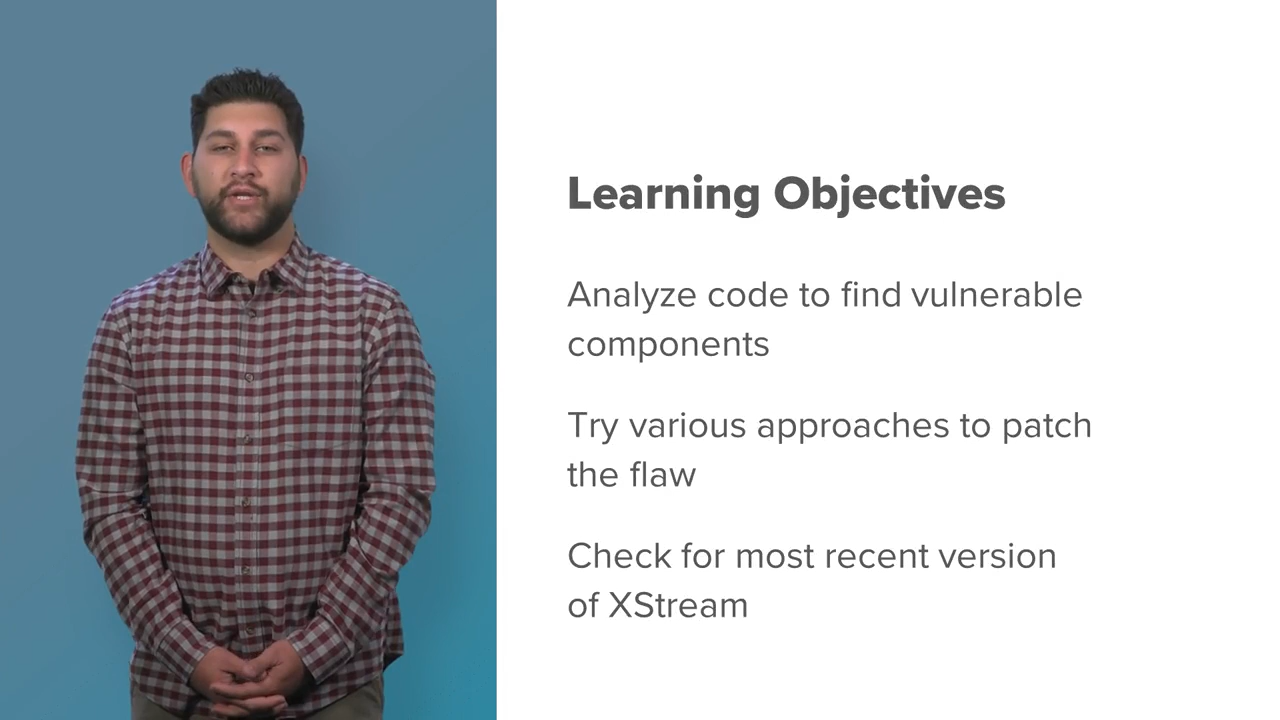 Learning Objectives
Analyze code to find vulnerable
components
Try various approaches to patch
the flaw
Check for most recent version
of XStream